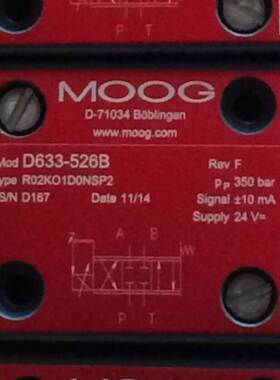 MOOG
D-71034 Böblingen
www.moog.com
Mod D633-526B Rev F
Type R02KO1D0NSP2 pP 350 bar
S/N D167 Date 11/14 Signal ±10 mA
Supply 24 V=
A B
P T